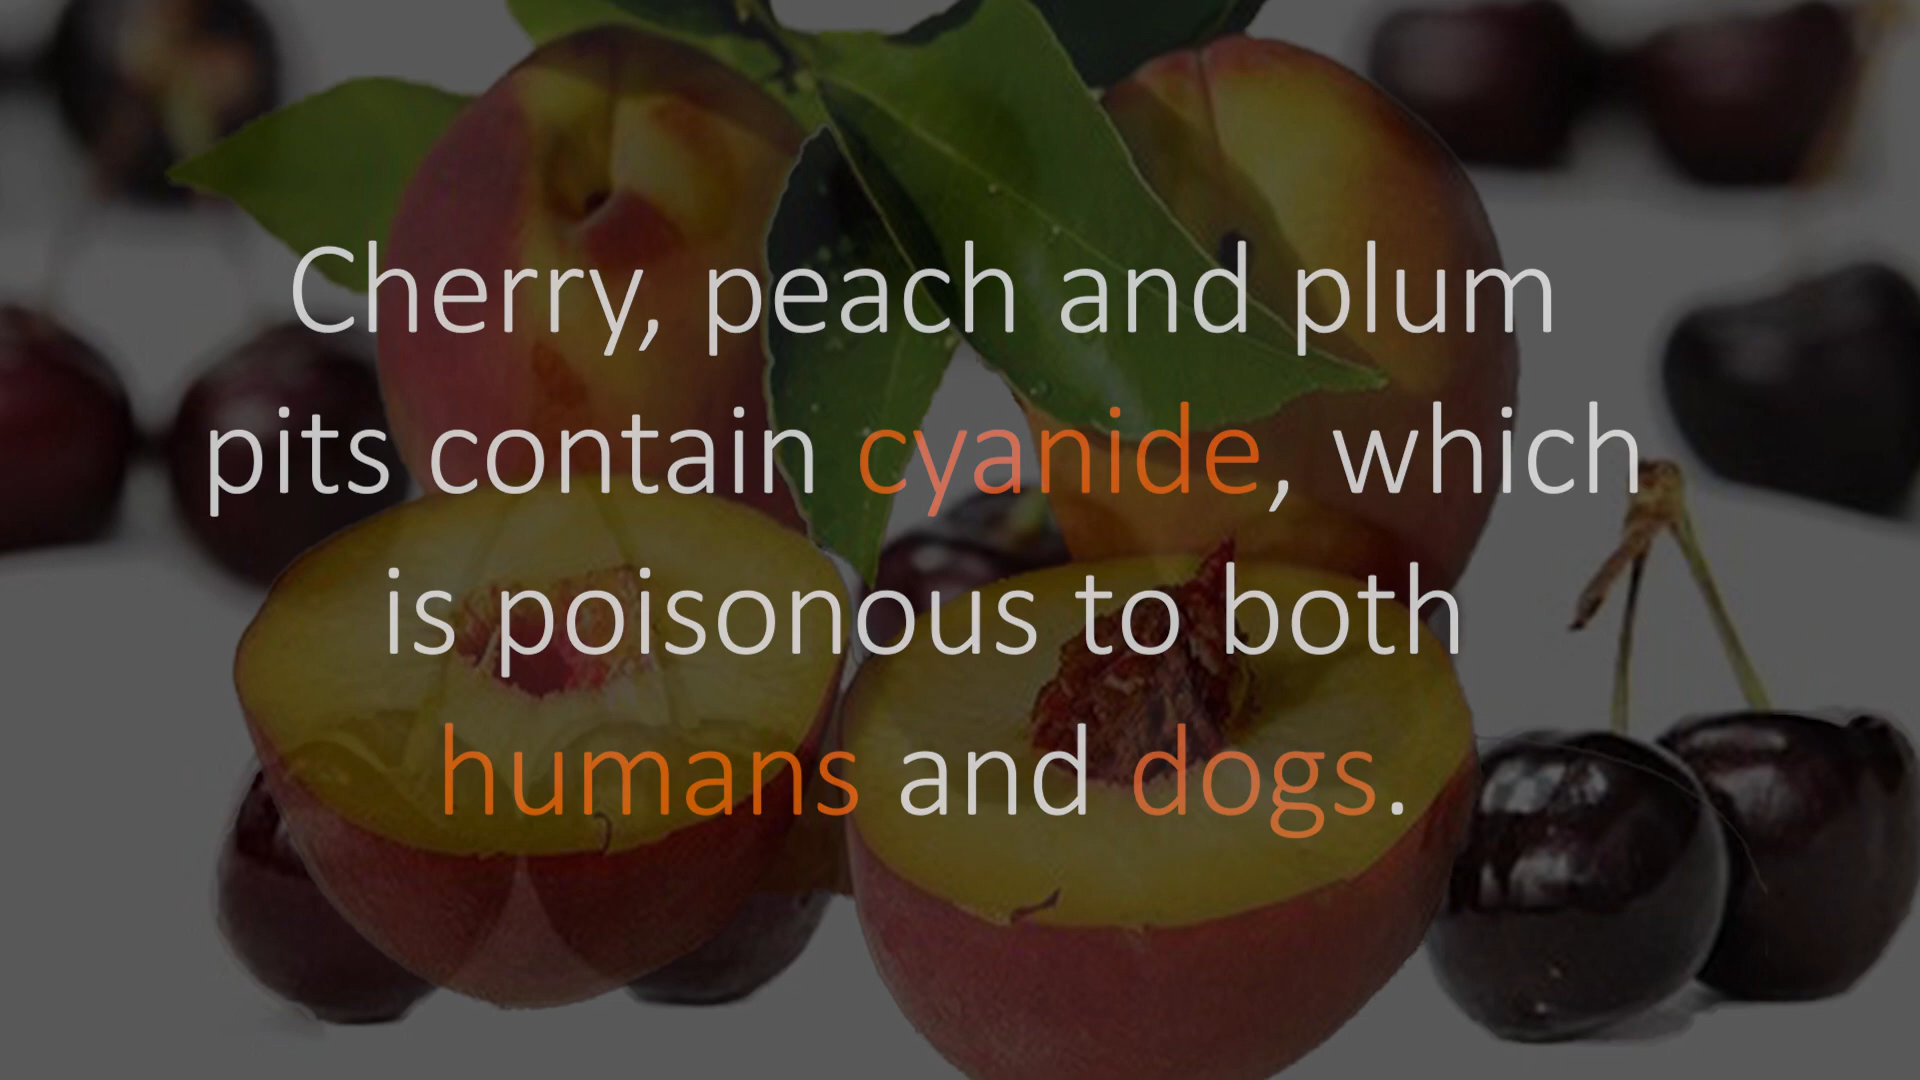 Cherry, peach and plum
pits contain cyanide, which
is poisonous to both
humans and dogs.